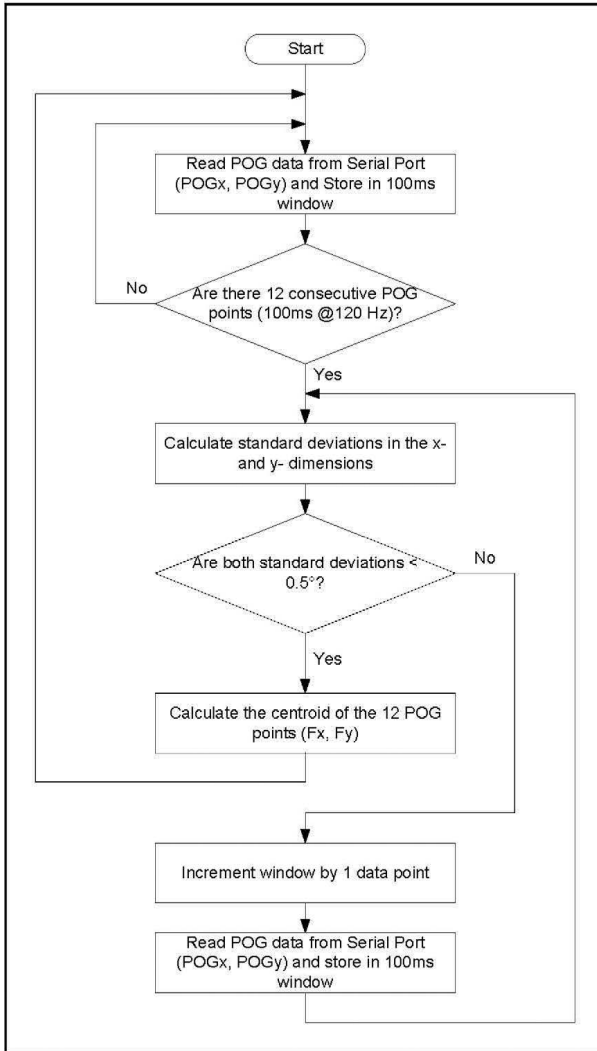 Start
Read POG data from Serial Port
(POGx, POGy) and Store in 100ms
window
Are there 12 consecutive POG
points (100ms @120 Hz)?
No
Yes
Calculate standard deviations in the x-
and y- dimensions
Are both standard deviations <
0.5°?
No
Yes
Calculate the centroid of the 12 POG
points (Fx, Fy)
Increment window by 1 data point
Read POG data from Serial Port
(POGx, POGy) and store in 100ms
window